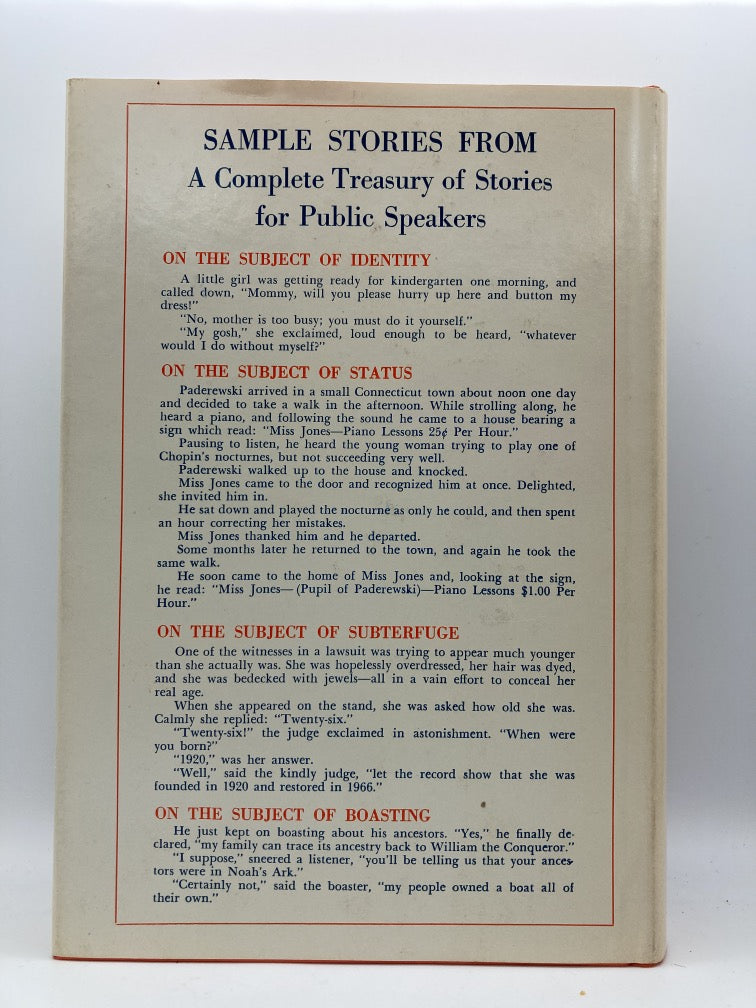 SAMPLE STORIES FROM
A Complete Treasury of Stories
for Public Speakers
ON THE SUBJECT OF IDENTITY
A little girl was getting ready for kindergarten one morning, and
called down, "Mommy, will you please hurry up here and button my
dress!"
"No, mother is too busy; you must do it yourself."
"My gosh," she exclaimed, loud enough to be heard, "whatever
would I do without myself?"
ON THE SUBJECT OF STATUS
Paderewski arrived in a small Connecticut town about noon one day
and decided to take a walk in the afternoon. While strolling along, he
heard a piano, and following the sound he came to a house bearing a
sign which read: "Miss Jones—Piano Lessons 25¢ Per Hour."
Pausing to listen, he heard the young woman trying to play one of
Chopin's nocturnes, but not succeeding very well.
Paderewski walked up to the house and knocked.
Miss Jones came to the door and recognized him at once. Delighted,
she invited him in.
He sat down and played the nocturne as only he could, and then spent
an hour correcting her mistakes.
Miss Jones thanked him and he departed.
Some months later he returned to the town, and again he took the
same walk.
He soon came to the home of Miss Jones and, looking at the sign,
he read: "Miss Jones—(Pupil of Paderewski)—Piano Lessons $1.00 Per
Hour."
ON THE SUBJECT OF SUBTERFUGE
One of the witnesses in a lawsuit was trying to appear much younger
than she actually was. She was hopelessly overdressed, her hair was dyed,
and she was bedecked with jewels—all in a vain effort to conceal her
real age.
When she appeared on the stand, she was asked how old she was.
Calmly she replied: "Twenty-six."
"Twenty-six!" the judge exclaimed in astonishment. "When were
you born?"
"1920," was her answer.
"Well," said the kindly judge, "let the record show that she was
founded in 1920 and restored in 1966."
ON THE SUBJECT OF BOASTING
He just kept on boasting about his ancestors. "Yes," he finally de-
clared, "my family can trace its ancestry back to William the Conqueror."
"I suppose," sneered a listener, "you'll be telling us that your ances-
tors were in Noah's Ark."
"Certainly not," said the boaster, "my people owned a boat all of
their own."